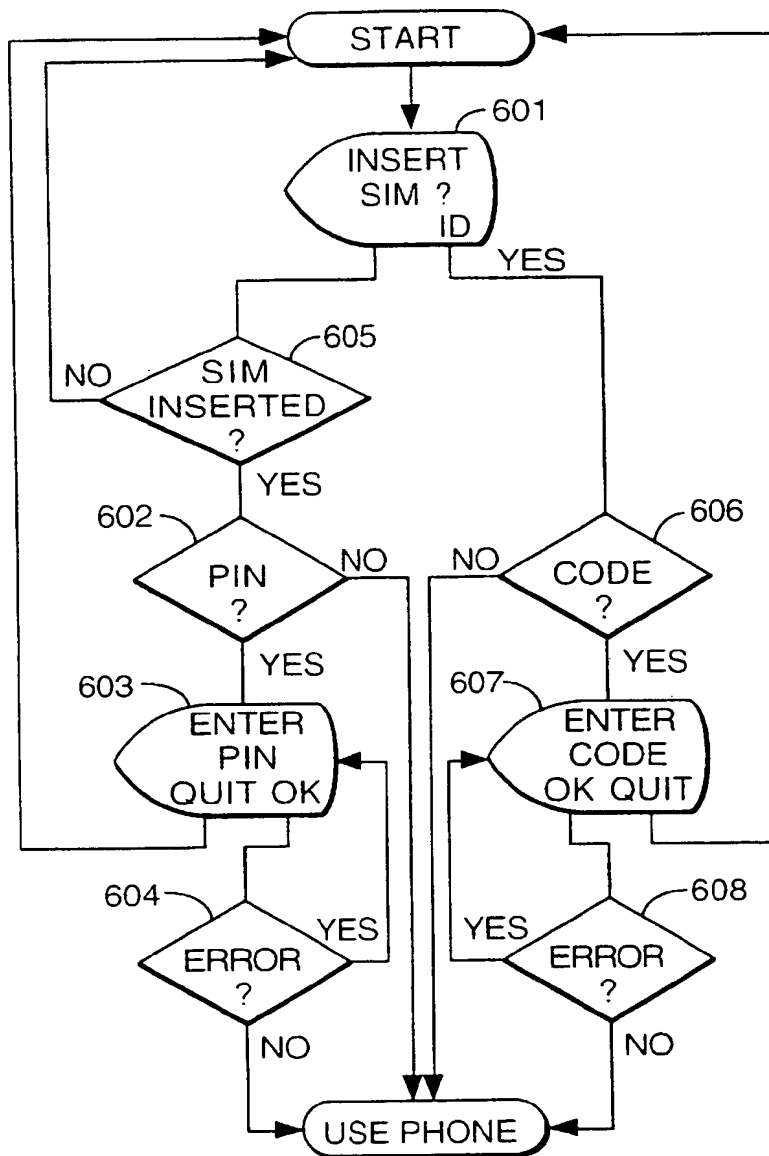 START
601
INSERT
SIM ?
ID
YES
605
NO
SIM
INSERTED
?
YES
602
PIN
?
NO
606
NO
CODE
?
YES
YES
603
ENTER
PIN
QUIT OK
607
ENTER
CODE
OK QUIT
604
YES
ERROR
?
NO
608
YES
ERROR
?
NO
USE PHONE